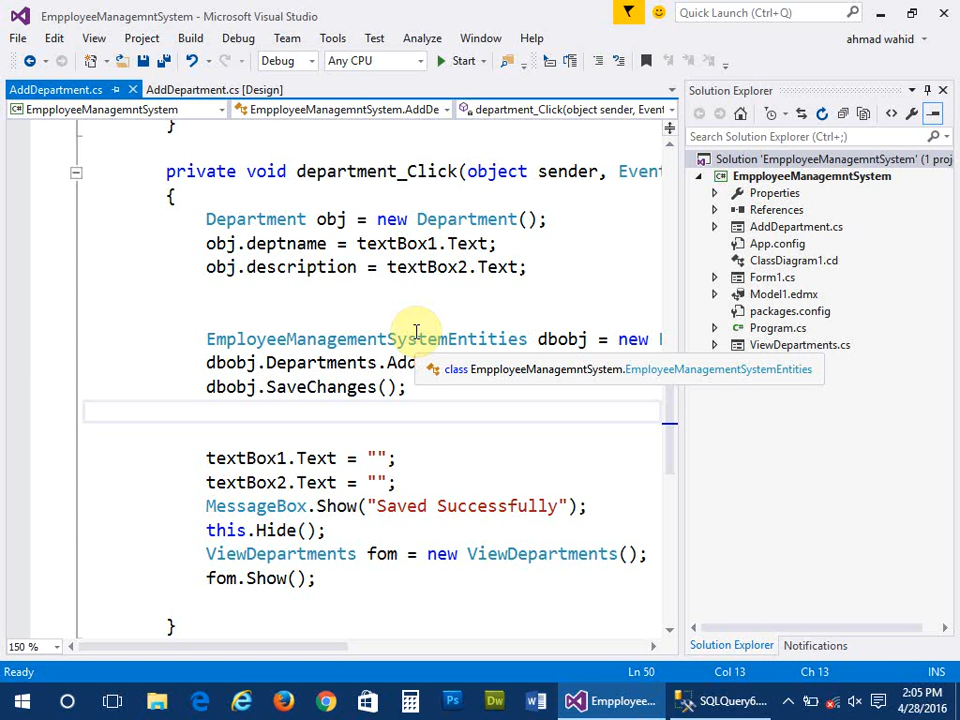 EmpployeeManagemntSystem - Microsoft Visual Studio
Quick Launch (Ctrl+Q)
File Edit View Project Build Debug Team Tools Test Analyze Window Help
ahmad wahid
Debug Any CPU Start
AddDepartment.cs AddDepartment.cs [Design]
EmpployeeManagemntSystem EmpployeeManagemntSystem.AddDe department_Click(object sender, Event
}
private void department_Click(object sender, Event
{
Department obj = new Department();
obj.deptname = textBox1.Text;
obj.description = textBox2.Text;
EmployeeManagementSystemEntities dbobj = new
dbobj.Departments.Add
class EmpployeeManagemntSystem.EmployeeManagementSystemEntities
dbobj.SaveChanges();
textBox1.Text = "";
textBox2.Text = "";
MessageBox.Show("Saved Successfully");
this.Hide();
ViewDepartments fom = new ViewDepartments();
fom.Show();
}
150 %
Solution Explorer
Search Solution Explorer (Ctrl+;)
Solution 'EmpployeeManagemntSystem' (1 proj
EmpployeeManagemntSystem
Properties
References
AddDepartment.cs
App.config
ClassDiagram1.cd
Form1.cs
Model1.edmx
packages.config
Program.cs
ViewDepartments.cs
Solution Explorer Notifications
Ready Ln 50 Col 13 Ch 13 INS
Ps Dw Empployee... SQLQuery6.... 2:05 PM
4/28/2016